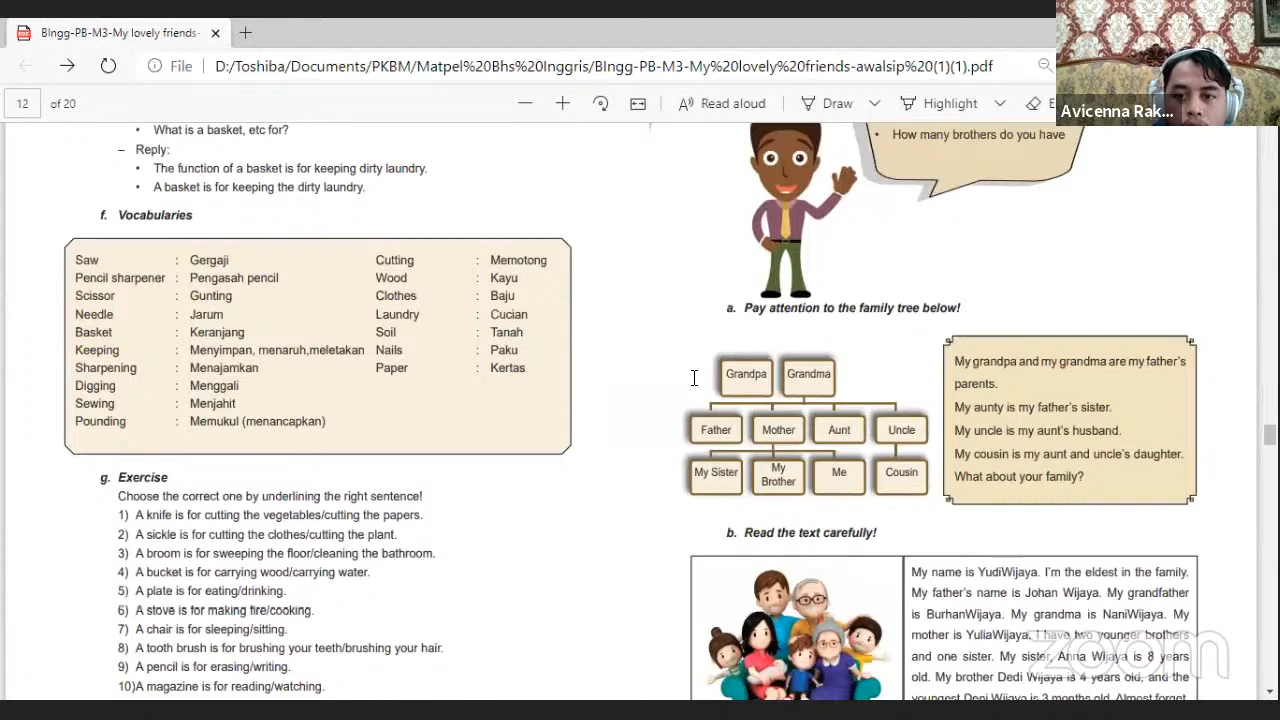 BIngg-PB-M3-My lovely friends-
File
D:/Toshiba/Documents/PKBM/Matpel%20Bhs%20Inggris/BIngg-PB-M3-My%20lovely%20friends-awalsip%20(1)(1).pdf
12 of 20
Read aloud
Draw
Highlight
Avicenna Rak...
• What is a basket, etc for?
– Reply:
• The function of a basket is for keeping dirty laundry.
• A basket is for keeping the dirty laundry.
f. Vocabularies
Saw : Gergaji Cutting : Memotong
Pencil sharpener : Pengasah pencil Wood : Kayu
Scissor : Gunting Clothes : Baju
Needle : Jarum Laundry : Cucian
Basket : Keranjang Soil : Tanah
Keeping : Menyimpan, menaruh,meletakan Nails : Paku
Sharpening : Menajamkan Paper : Kertas
Digging : Menggali
Sewing : Menjahit
Pounding : Memukul (menancapkan)
g. Exercise
Choose the correct one by underlining the right sentence!
1) A knife is for cutting the vegetables/cutting the papers.
2) A sickle is for cutting the clothes/cutting the plant.
3) A broom is for sweeping the floor/cleaning the bathroom.
4) A bucket is for carrying wood/carrying water.
5) A plate is for eating/drinking.
6) A stove is for making fire/cooking.
7) A chair is for sleeping/sitting.
8) A tooth brush is for brushing your teeth/brushing your hair.
9) A pencil is for erasing/writing.
10)A magazine is for reading/watching.
• How many brothers do you have
a. Pay attention to the family tree below!
Grandpa Grandma
Father Mother Aunt Uncle
My Sister My Brother Me Cousin
My grandpa and my grandma are my father's
parents.
My aunty is my father's sister.
My uncle is my aunt's husband.
My cousin is my aunt and uncle's daughter.
What about your family?
b. Read the text carefully!
My name is YudiWijaya. I'm the eldest in the family.
My father's name is Johan Wijaya. My grandfather
is BurhanWijaya. My grandma is NaniWijaya. My
mother is YuliaWijaya. I have two younger brothers
and one sister. My sister, Anna Wijaya is 8 years
old. My brother Dedi Wijaya is 4 years old, and the
youngest Deni Wijaya is 3 months old. Almost forget,
zoom